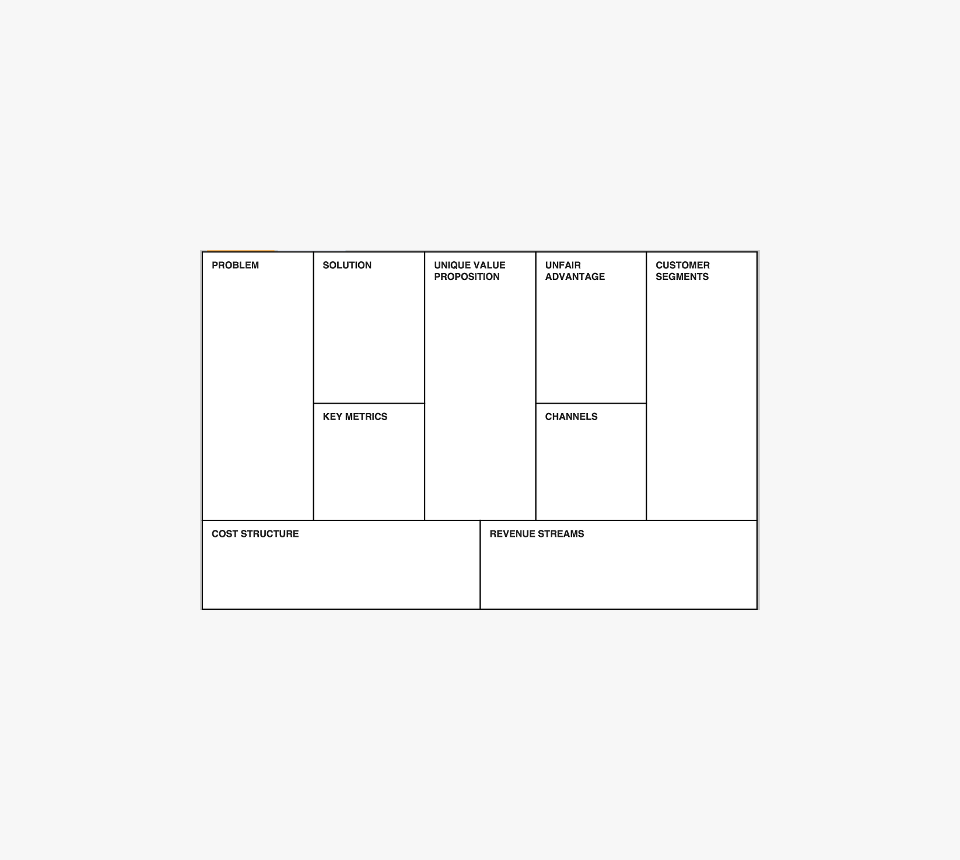 PROBLEM
SOLUTION
UNIQUE VALUE
PROPOSITION
UNFAIR
ADVANTAGE
CUSTOMER
SEGMENTS
KEY METRICS
CHANNELS
COST STRUCTURE
REVENUE STREAMS